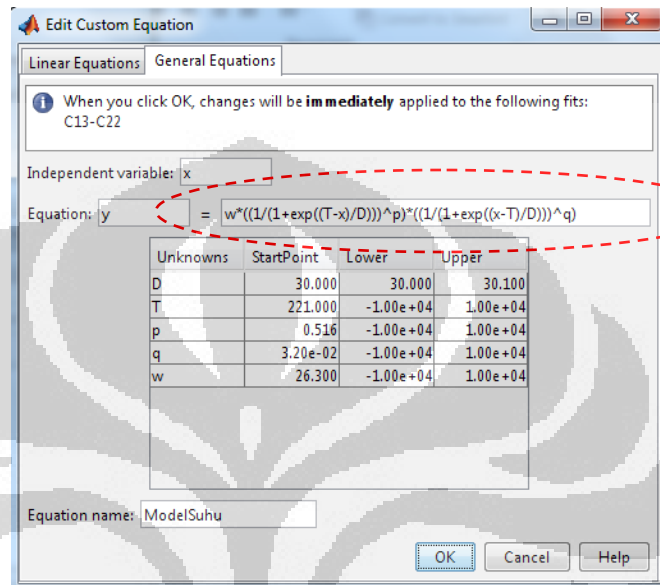 Edit Custom Equation
Linear Equations General Equations
When you click OK, changes will be immediately applied to the following fits:
C13-C22
Independent variable: x
Equation: y = w*((1/(1+exp((T-x)/D)))^p)*((1/(1+exp((x-T)/D)))^q)
Unknowns StartPoint Lower Upper
D 30.000 30.000 30.100
T 221.000 -1.00e+04 1.00e+04
p 0.516 -1.00e+04 1.00e+04
q 3.20e-02 -1.00e+04 1.00e+04
w 26.300 -1.00e+04 1.00e+04
Equation name: ModelSuhu
OK Cancel Help